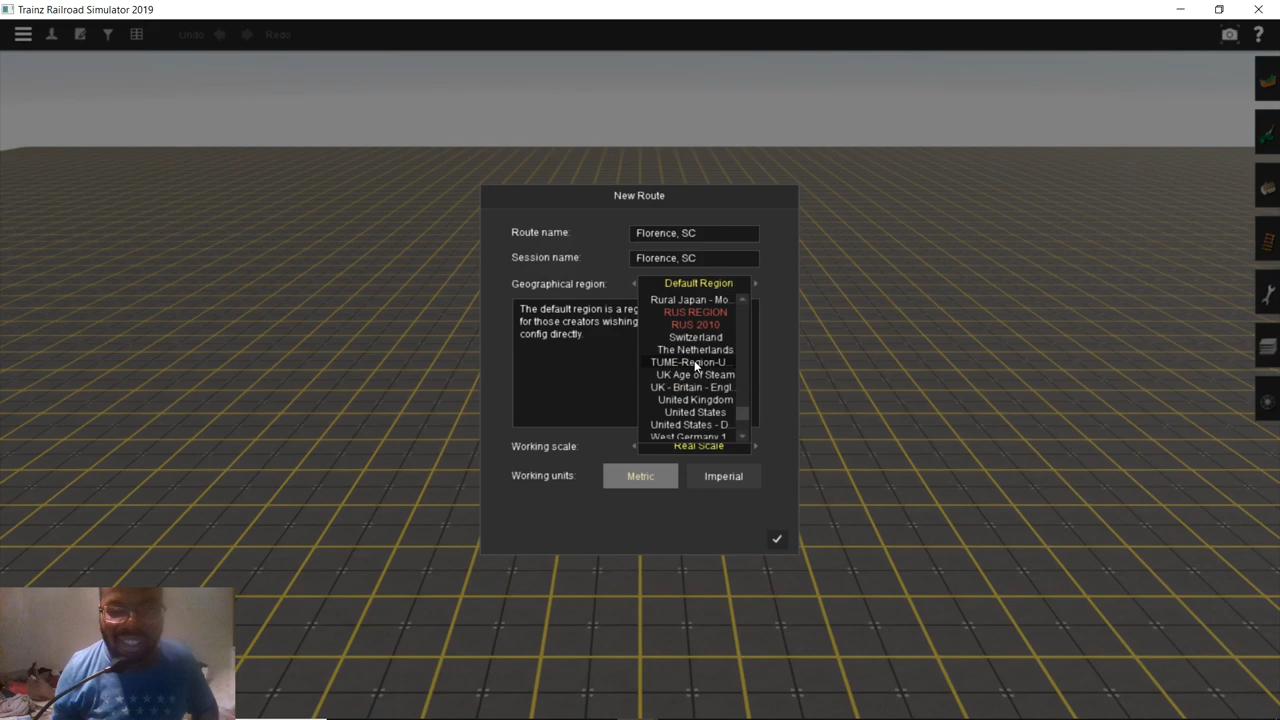 Trainz Railroad Simulator 2019
Undo Redo
?
New Route
Route name: Florence, SC
Session name: Florence, SC
Geographical region: Default Region
The default region is a reg
for those creators wishing
config directly.
Rural Japan - Mo...
RUS REGION
RUS 2010
Switzerland
The Netherlands
TUME-Region-U...
UK Age of Steam
UK - Britain - Engl...
United Kingdom
United States
United States - D...
West Germany 1...
Working scale: Real Scale
Working units: Metric Imperial